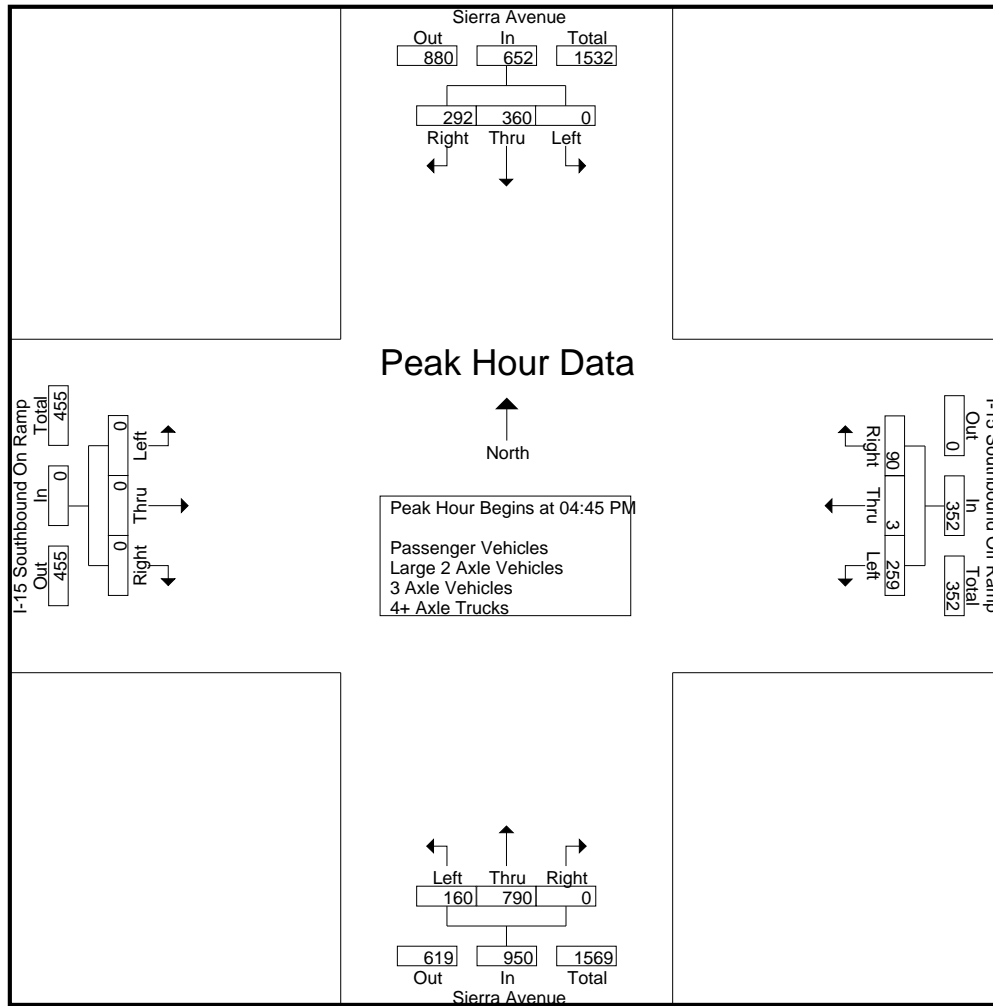 Sierra Avenue
Out In Total
880 652 1532
292 360 0
Right Thru Left
Peak Hour Data
North
Peak Hour Begins at 04:45 PM
Passenger Vehicles
Large 2 Axle Vehicles
3 Axle Vehicles
4+ Axle Trucks
I-15 Southbound On Ramp
Out In Total
455 0 455
0 0 0
Left Thru Right
I-15 Southbound Off Ramp
Out In Total
0 352 352
90 3 259
Right Thru Left
Left Thru Right
160 790 0
619 950 1569
Out In Total
Sierra Avenue